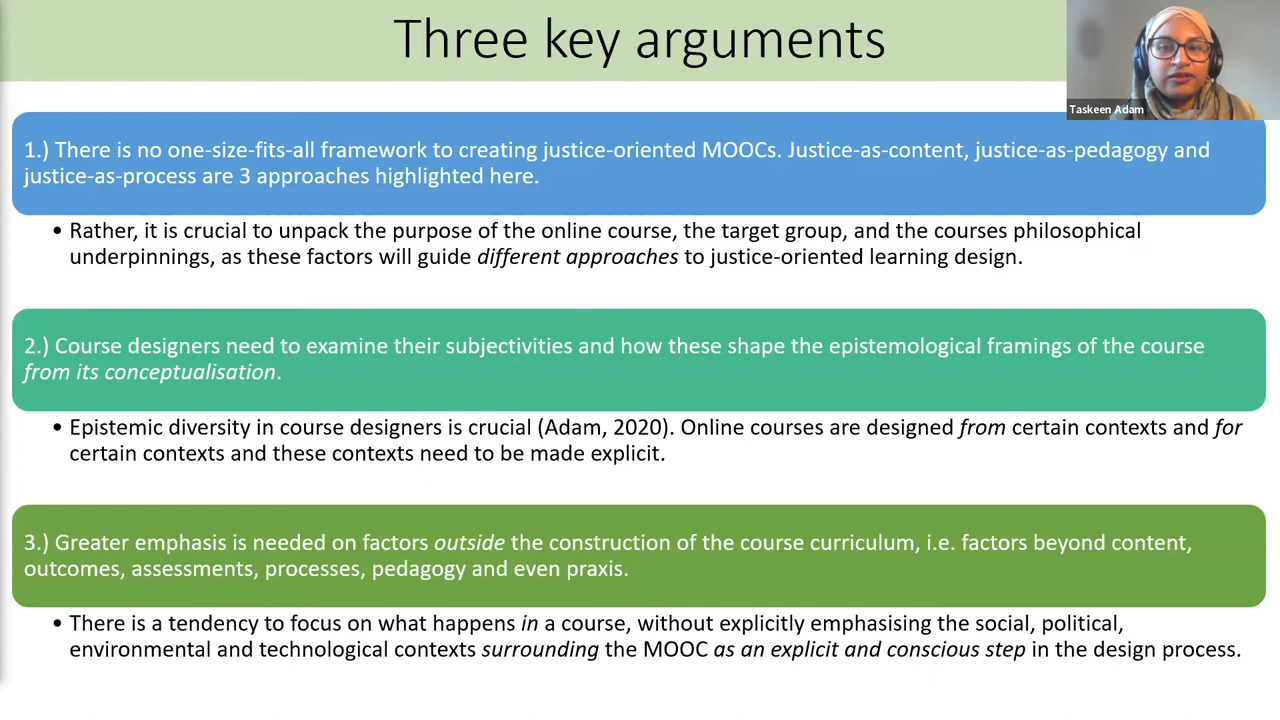 Three key arguments
Taskeen Adam
1.) There is no one-size-fits-all framework to creating justice-oriented MOOCs. Justice-as-content, justice-as-pedagogy and
justice-as-process are 3 approaches highlighted here.
• Rather, it is crucial to unpack the purpose of the online course, the target group, and the courses philosophical
underpinnings, as these factors will guide different approaches to justice-oriented learning design.
2.) Course designers need to examine their subjectivities and how these shape the epistemological framings of the course
from its conceptualisation.
• Epistemic diversity in course designers is crucial (Adam, 2020). Online courses are designed from certain contexts and for
certain contexts and these contexts need to be made explicit.
3.) Greater emphasis is needed on factors outside the construction of the course curriculum, i.e. factors beyond content,
outcomes, assessments, processes, pedagogy and even praxis.
• There is a tendency to focus on what happens in a course, without explicitly emphasising the social, political,
environmental and technological contexts surrounding the MOOC as an explicit and conscious step in the design process.